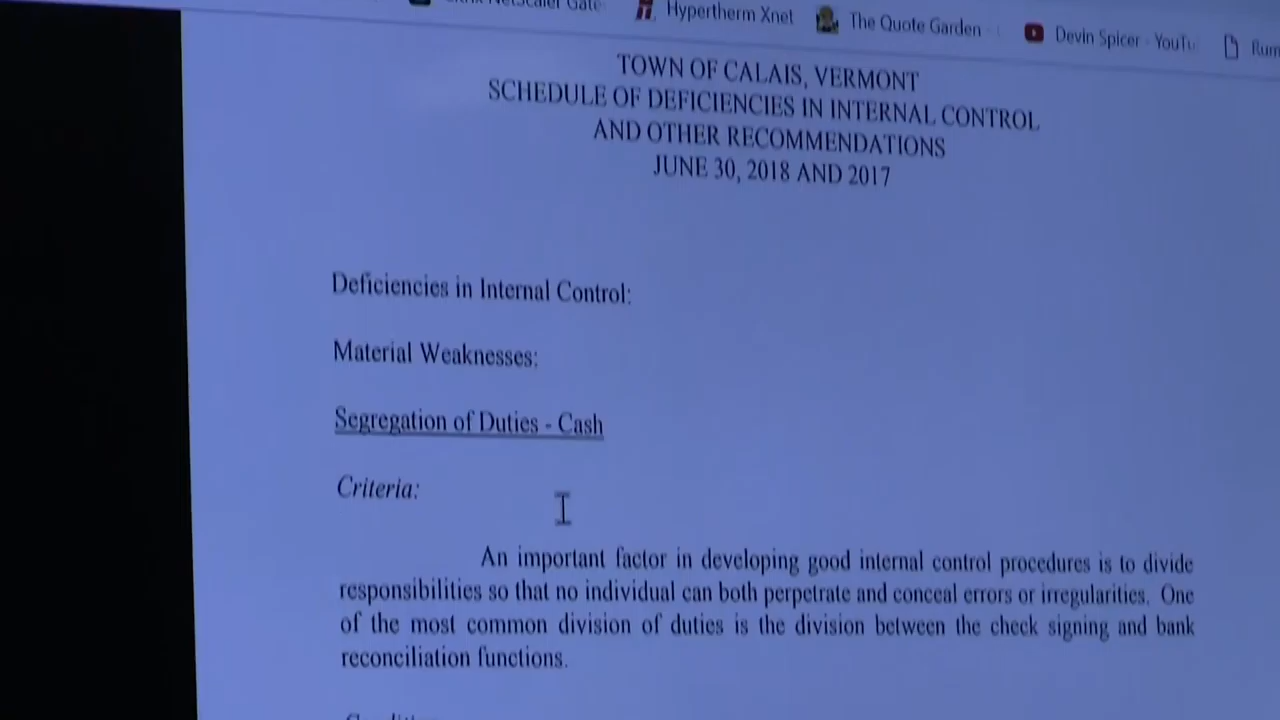 Hypertherm Xnet
The Quote Garden
Devin Spicer - YouTu
TOWN OF CALAIS, VERMONT
SCHEDULE OF DEFICIENCIES IN INTERNAL CONTROL
AND OTHER RECOMMENDATIONS
JUNE 30, 2018 AND 2017
Deficiencies in Internal Control:
Material Weaknesses:
Segregation of Duties - Cash
Criteria:
An important factor in developing good internal control procedures is to divide
responsibilities so that no individual can both perpetrate and conceal errors or irregularities. One
of the most common division of duties is the division between the check signing and bank
reconciliation functions.